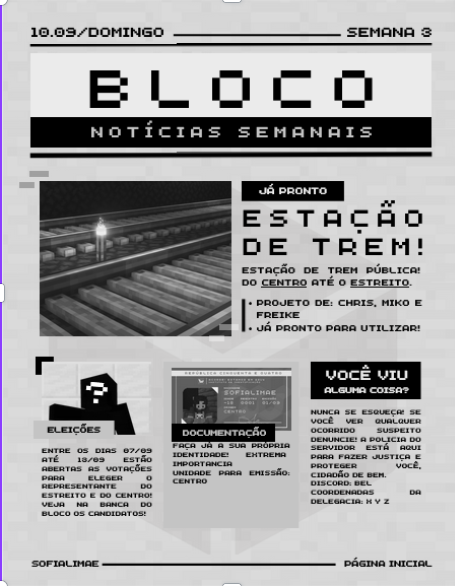 10.09/DOMINGO
SEMANA 3
BLOCO
NOTÍCIAS SEMANAIS
JÁ PRONTO
ESTAÇÃO
DE TREM!
ESTAÇÃO DE TREM PÚBLICA!
DO CENTRO ATÉ O ESTREITO.
• PROJETO DE: CHRIS, MIKO E
FREIKE
• JÁ PRONTO PARA UTILIZAR!
?
ELEIÇÕES
ENTRE OS DIAS 07/09
ATÉ 13/09 ESTÃO
ABERTAS AS VOTAÇÕES
PARA ELEGER O
REPRESENTANTE DO
ESTREITO E DO CENTRO!
VEJA NA BANCA DO
BLOCO OS CANDIDATOS!
SOFIALIMAE
CENTRO
DOCUMENTAÇÃO
FAÇA JÁ A SUA PRÓPRIA
IDENTIDADE! EXTREMA
IMPORTANCIA
UNIDADE PARA EMISSÃO:
CENTRO
VOCÊ VIU
ALGUMA COISA?
NUNCA SE ESQUEÇA! SE
VOCÊ VER QUALQUER
OCORRIDO SUSPEITO
DENUNCIE! A POLICIA DO
SERVIDOR ESTÁ AQUI
PARA FAZER JUSTIÇA E
PROTEGER VOCÊ,
CIDADÃO DE BEM.
DISCORD: BEL
COORDENADAS DA
DELEGACIA: H Y Z
SOFIALIMAE
PÁGINA INICIAL